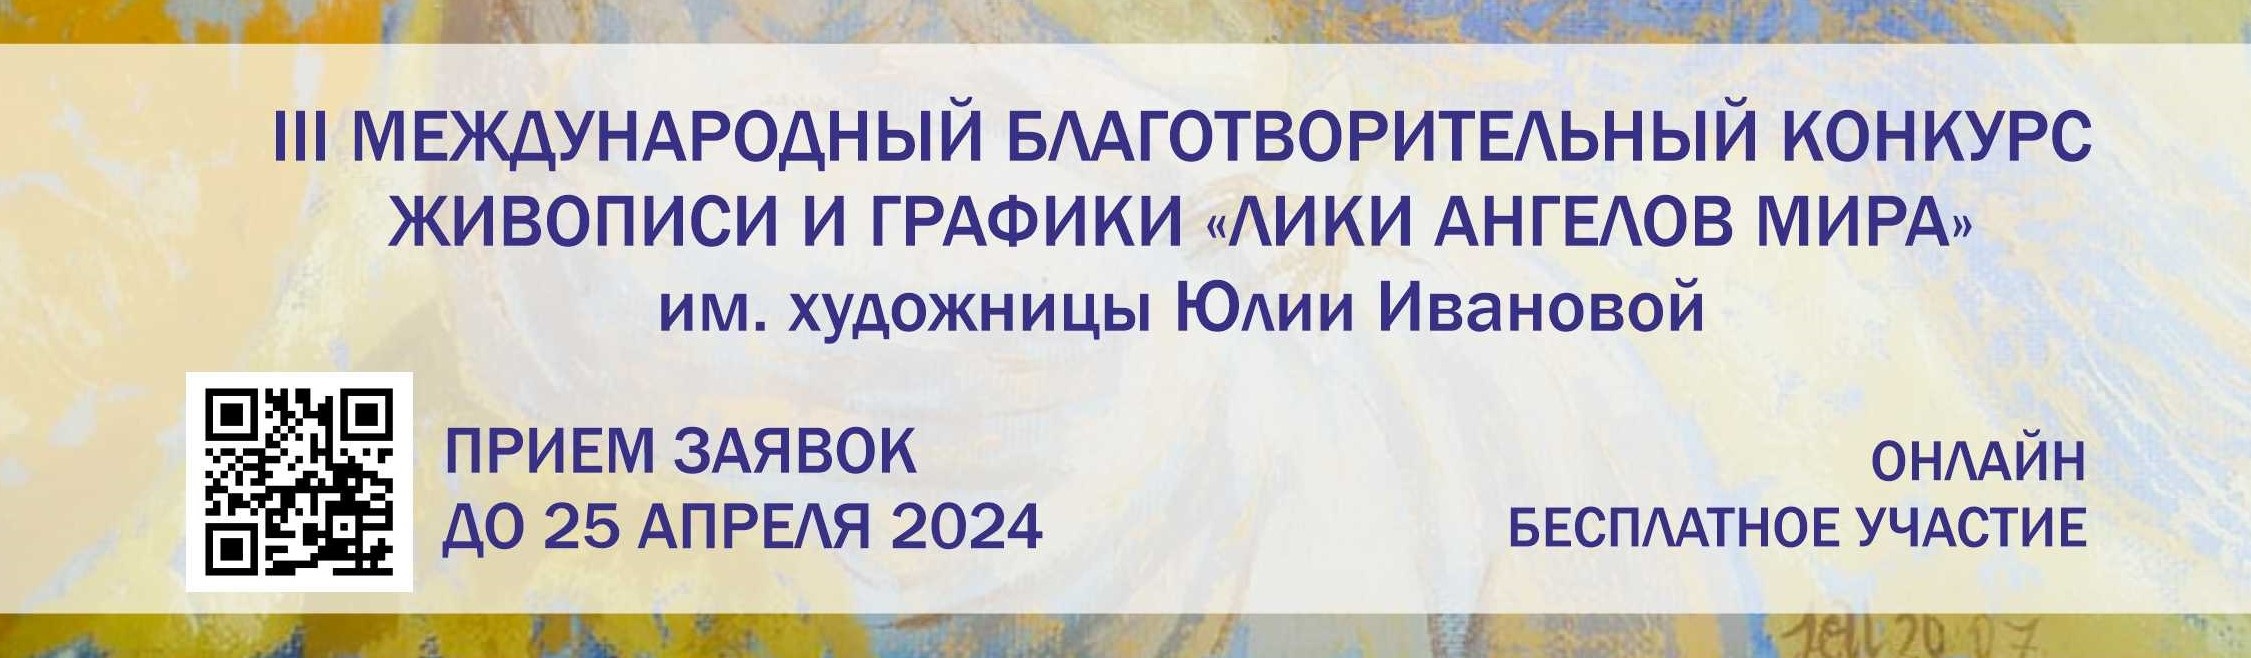 III МЕЖДУНАРОДНЫЙ БЛАГОТВОРИТЕЛЬНЫЙ КОНКУРС
ЖИВОПИСИ И ГРАФИКИ «ЛИКИ АНГЕЛОВ МИРА»
им. художницы Юлии Ивановой
ПРИЕМ ЗАЯВОК
ДО 25 АПРЕЛЯ 2024
ОНЛАЙН
БЕСПЛАТНОЕ УЧАСТИЕ